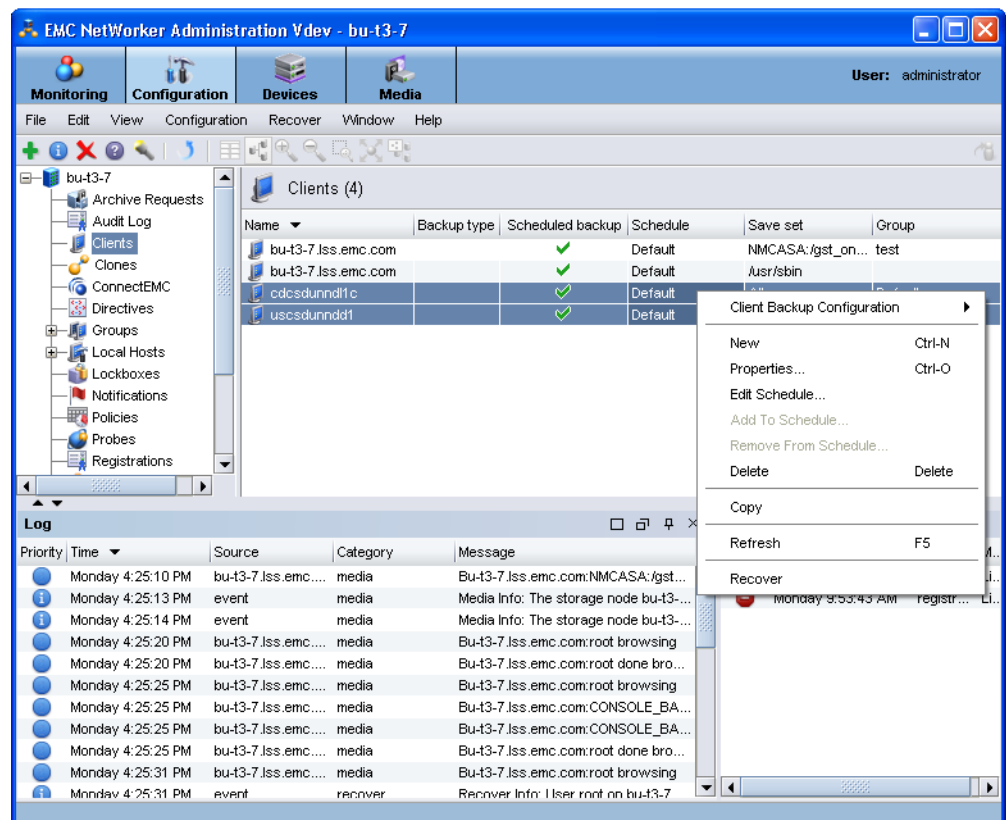 EMC NetWorker Administration Vdev - bu-t3-7
Monitoring Configuration Devices Media
User: administrator
File Edit View Configuration Recover Window Help
bu-t3-7
Archive Requests
Audit Log
Clients
Clones
ConnectEMC
Directives
Groups
Local Hosts
Lockboxes
Notifications
Policies
Probes
Registrations
Clients (4)
Name Backup type Scheduled backup Schedule Save set Group
bu-t3-7.lss.emc.com Default NMCASA:/gst_on... test
bu-t3-7.lss.emc.com Default /usr/sbin
cdcsdunndl1c Default
uscsdunndd1 Default
Client Backup Configuration
New Ctrl-N
Properties... Ctrl-O
Edit Schedule...
Add To Schedule...
Remove From Schedule...
Delete Delete
Copy
Refresh F5
Recover
Log
Priority Time Source Category Message
Monday 4:25:10 PM bu-t3-7.lss.emc.... media Bu-t3-7.lss.emc.com:NMCASA:/gst...
Monday 4:25:13 PM event media Media Info: The storage node bu-t3-...
Monday 4:25:14 PM event media Media Info: The storage node bu-t3-...
Monday 4:25:20 PM bu-t3-7.lss.emc.... media Bu-t3-7.lss.emc.com:root browsing
Monday 4:25:20 PM bu-t3-7.lss.emc.... media Bu-t3-7.lss.emc.com:root done bro...
Monday 4:25:25 PM bu-t3-7.lss.emc.... media Bu-t3-7.lss.emc.com:root browsing
Monday 4:25:25 PM bu-t3-7.lss.emc.... media Bu-t3-7.lss.emc.com:CONSOLE_BA...
Monday 4:25:25 PM bu-t3-7.lss.emc.... media Bu-t3-7.lss.emc.com:CONSOLE_BA...
Monday 4:25:25 PM bu-t3-7.lss.emc.... media Bu-t3-7.lss.emc.com:root done bro...
Monday 4:25:31 PM bu-t3-7.lss.emc.... media Bu-t3-7.lss.emc.com:root browsing
Monday 4:25:31 PM event recover Recover Info: User root on bu-t3-7
Monday 9:53:43 AM registr... Li...